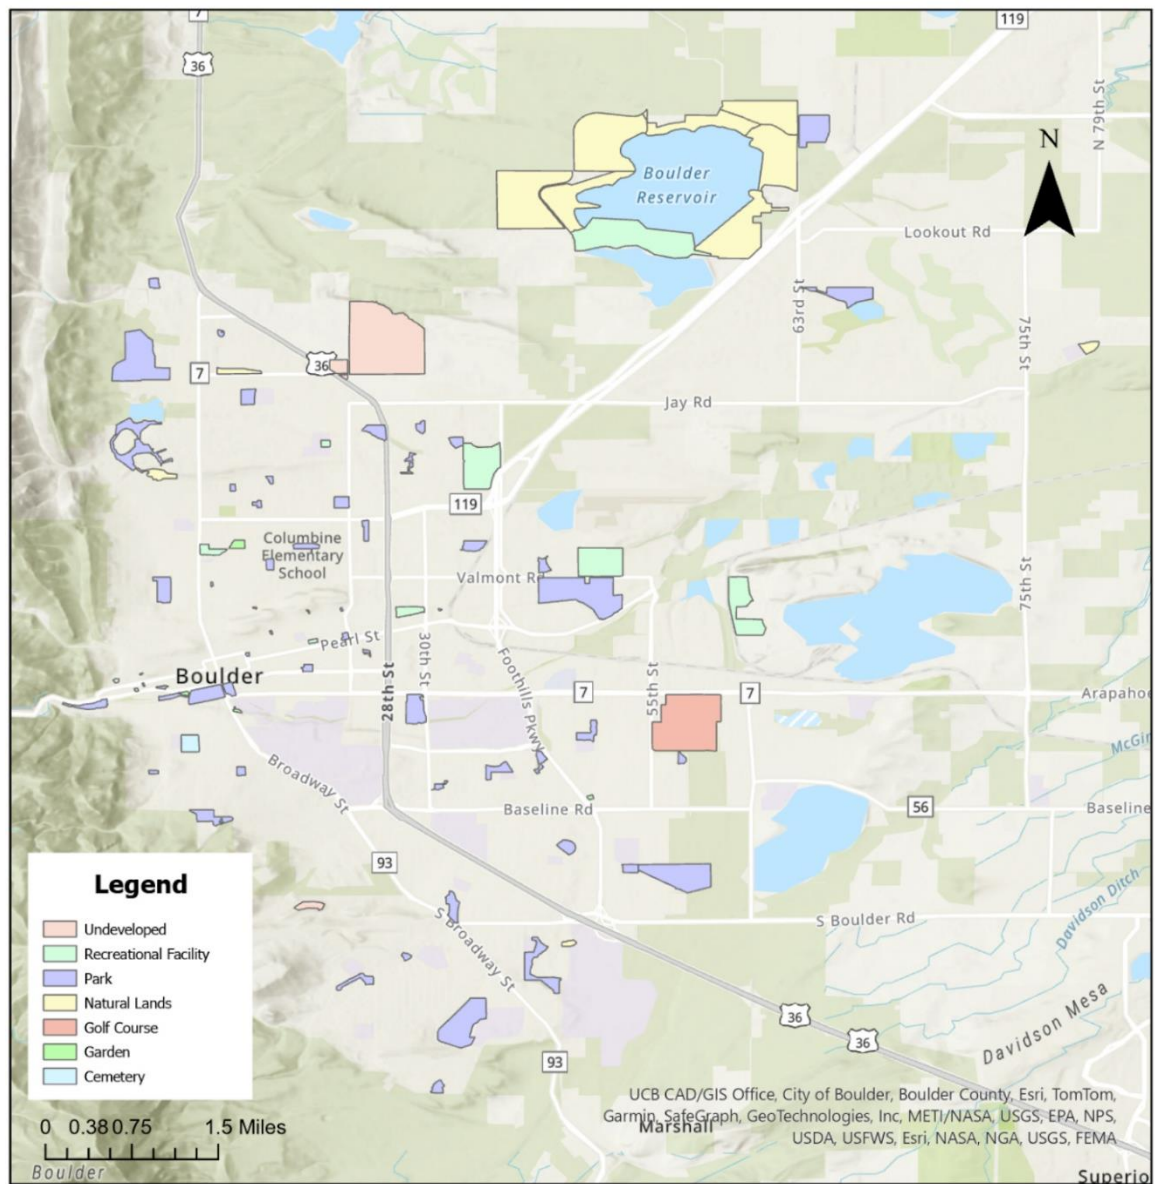 7
119
36
N 79th St
N
Boulder
Reservoir
Lookout Rd
63rd St
75th St
36
7
Jay Rd
119
Columbine
Elementary
School
Valmont Rd
75th St
Pearl St
30th St
Foothills Pkwy
Boulder
28th St
55th St
7
7
Arapahoe
McGin
Broadway St
Baseline Rd
56
Baseline
93
Legend
Undeveloped
Recreational Facility
Park
Natural Lands
Golf Course
Garden
Cemetery
S Broadway St
S Boulder Rd
Davidson Ditch
36
36
Davidson Mesa
93
UCB CAD/GIS Office, City of Boulder, Boulder County, Esri, TomTom,
Garmin, SafeGraph, GeoTechnologies, Inc, METI/NASA, USGS, EPA, NPS,
Marshall
USDA, USFWS, Esri, NASA, NGA, USGS, FEMA
0 0.38 0.75 1.5 Miles
Boulder
Superio